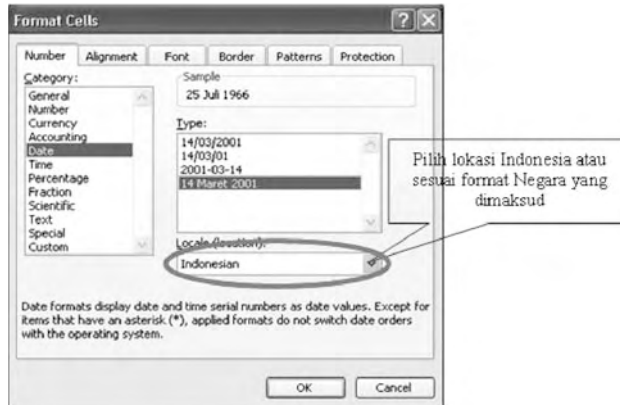 Format Cells
Number Alignment Font Border Patterns Protection
Category:
General
Number
Currency
Accounting
Date
Time
Percentage
Fraction
Scientific
Text
Special
Custom
Sample
25 Juli 1966
Type:
14/03/2001
14/03/01
2001-03-14
14 Maret 2001
Locale (location):
Indonesian
Pilih lokasi Indonesia atau
sesuai format Negara yang
dimaksud
Date formats display date and time serial numbers as date values. Except for
items that have an asterisk (*), applied formats do not switch date orders
with the operating system.
OK Cancel